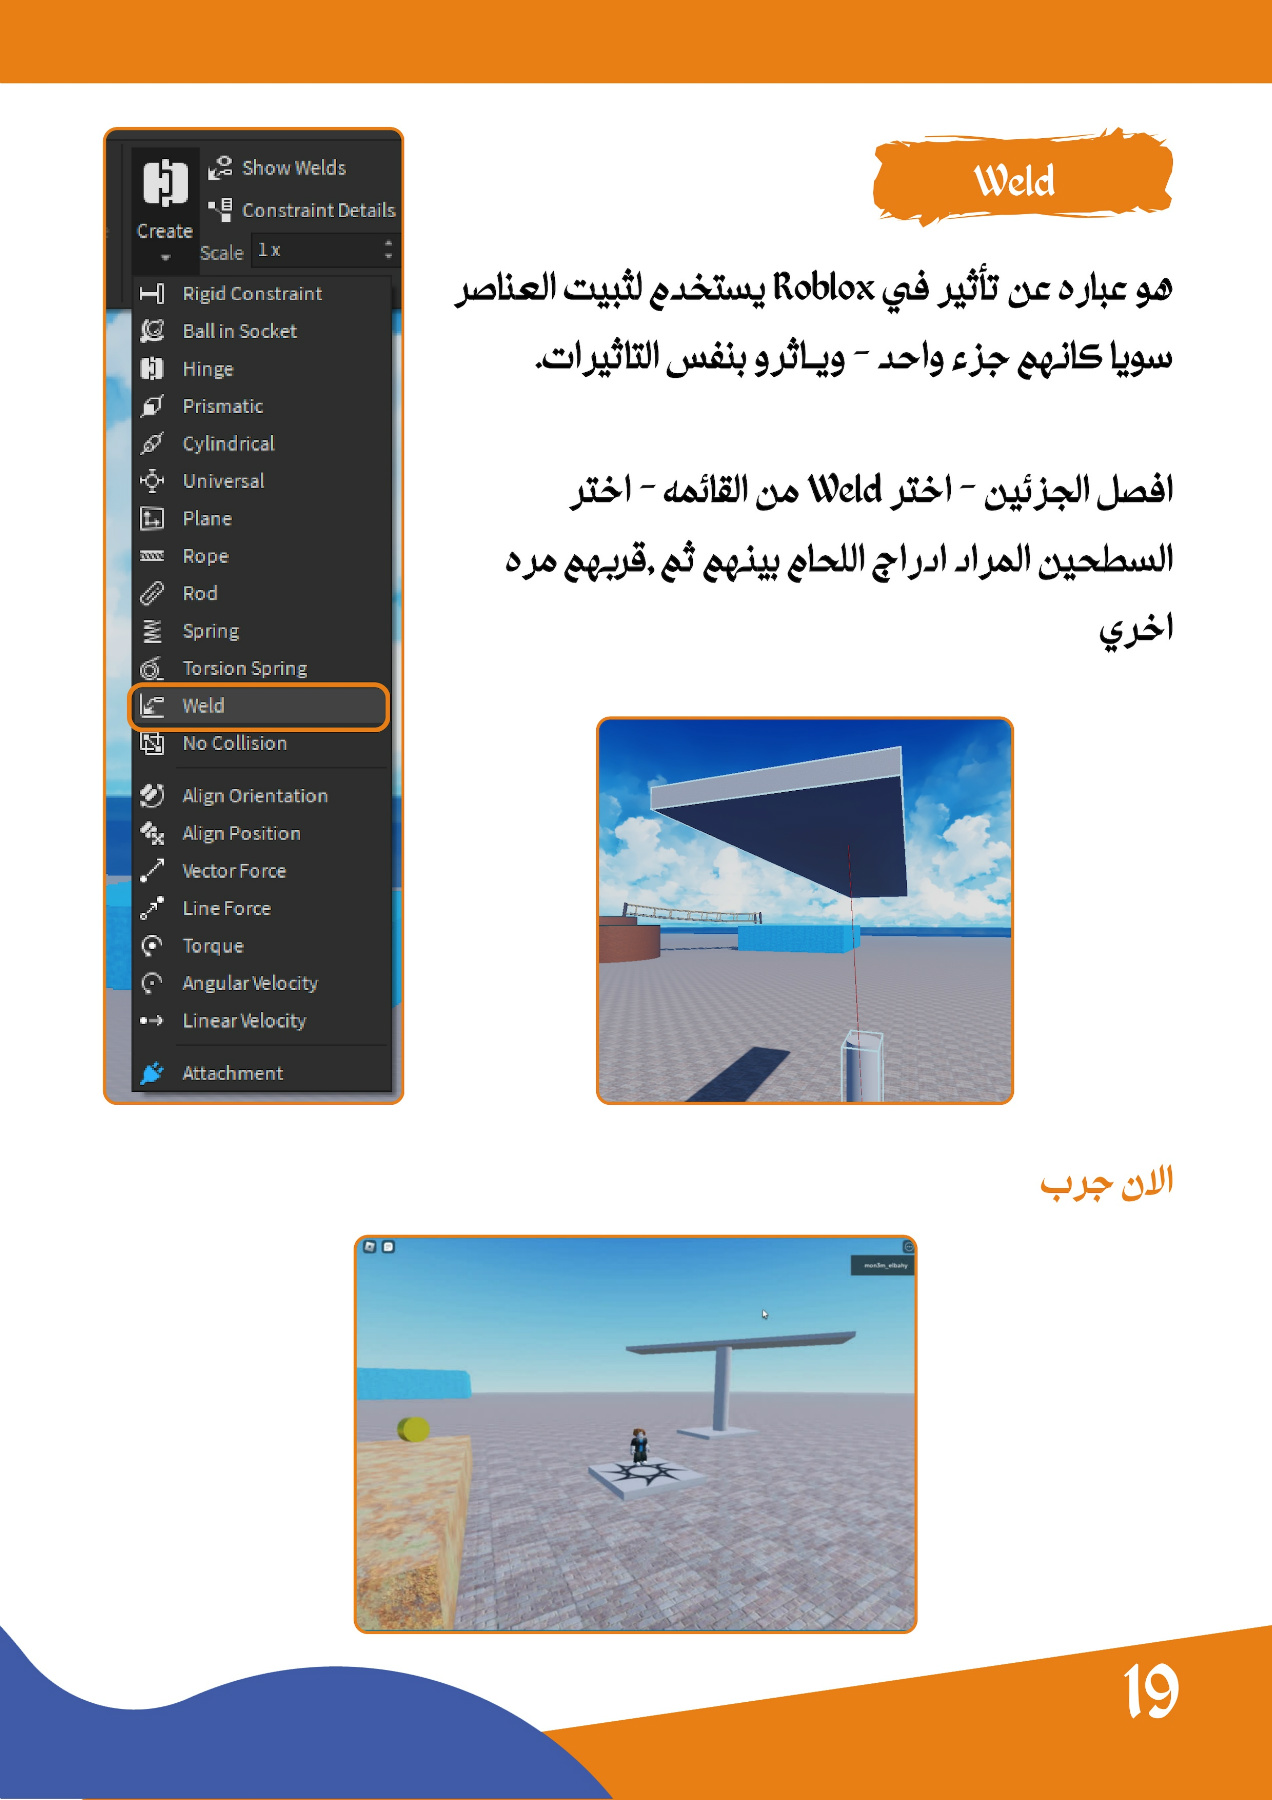 Weld
هو عباره عن تأثير في Roblox يستخدم لثبيت العناصر
سويا كانهم جزء واحد - ويـاثرو بنفس التاثيرات.
افصل الجزئين - اختر Weld من القائمه - اختر
السطحين المراد ادراج اللحام بينهم ثم ,قربهم مره
اخري
Show Welds
Constraint Details
Create
Scale 1 x
Rigid Constraint
Ball in Socket
Hinge
Prismatic
Cylindrical
Universal
Plane
Rope
Rod
Spring
Torsion Spring
Weld
No Collision
Align Orientation
Align Position
Vector Force
Line Force
Torque
Angular Velocity
Linear Velocity
Attachment
الان جرب
mon3m_elbahy
19